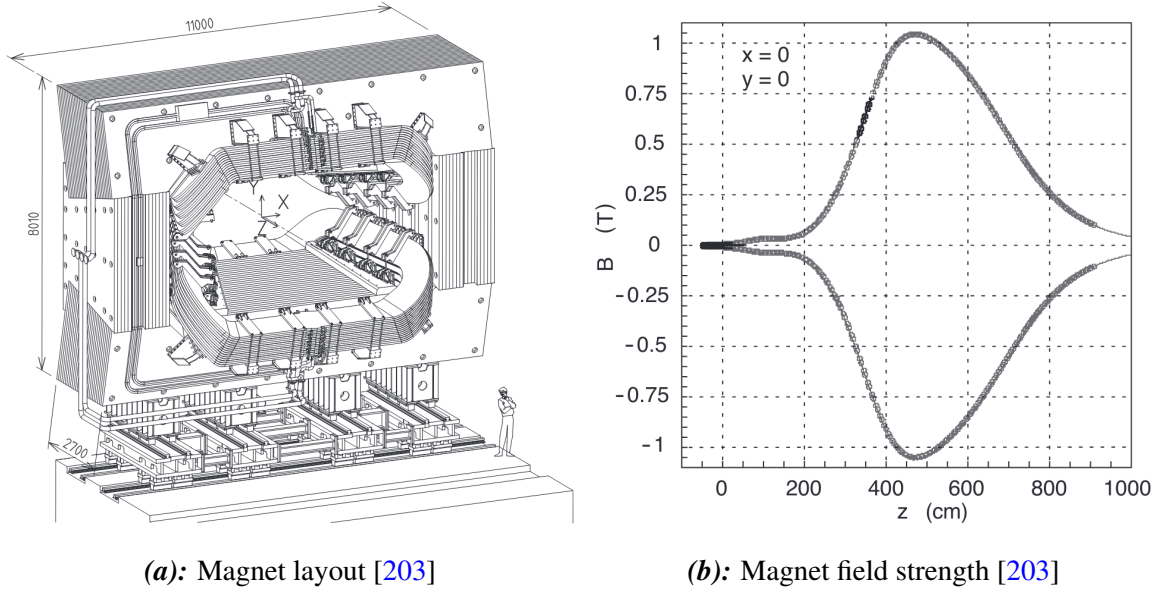 11000
8010
2700
Y
X
Z
x = 0
y = 0
B (T)
1
0.75
0.5
0.25
0
-0.25
-0.5
-0.75
-1
0 200 400 600 800 1000
z (cm)
(a): Magnet layout [203]
(b): Magnet field strength [203]